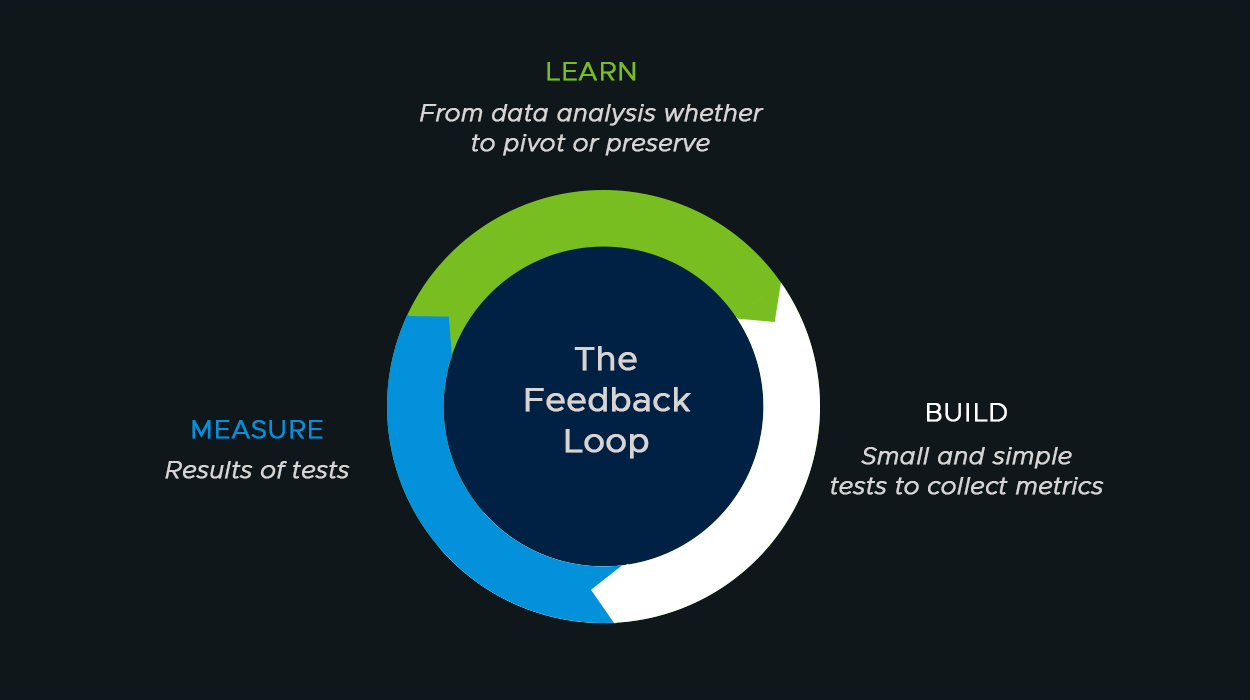 LEARN
From data analysis whether
to pivot or preserve
The
Feedback
Loop
MEASURE
Results of tests
BUILD
Small and simple
tests to collect metrics